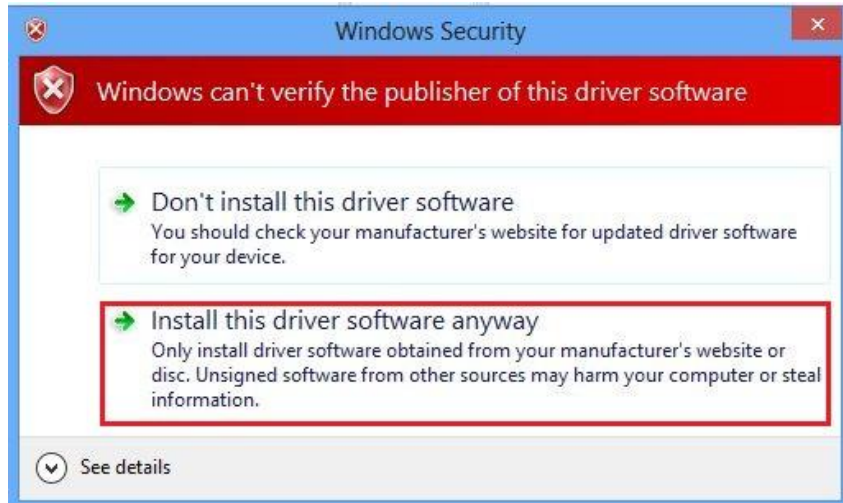 Windows Security
Windows can't verify the publisher of this driver software
Don't install this driver software
You should check your manufacturer's website for updated driver software
for your device.
Install this driver software anyway
Only install driver software obtained from your manufacturer's website or
disc. Unsigned software from other sources may harm your computer or steal
information.
See details